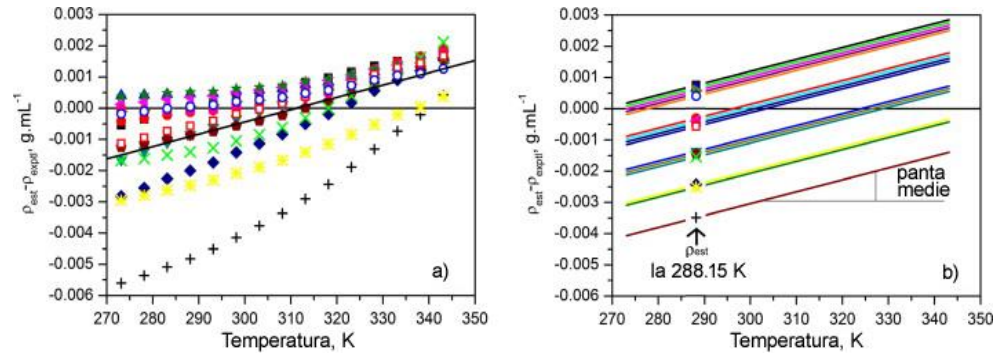 0.003
0.002
0.001
0.000
-0.001
-0.002
-0.003
-0.004
-0.005
-0.006
ρest-ρexptl, g.mL-1
270 280 290 300 310 320 330 340 350
Temperatura, K
a)
0.003
0.002
0.001
0.000
-0.001
-0.002
-0.003
-0.004
-0.005
-0.006
ρest-ρexptl, g.mL-1
panta
medie
ρest
la 288.15 K
b)
270 280 290 300 310 320 330 340 350
Temperatura, K